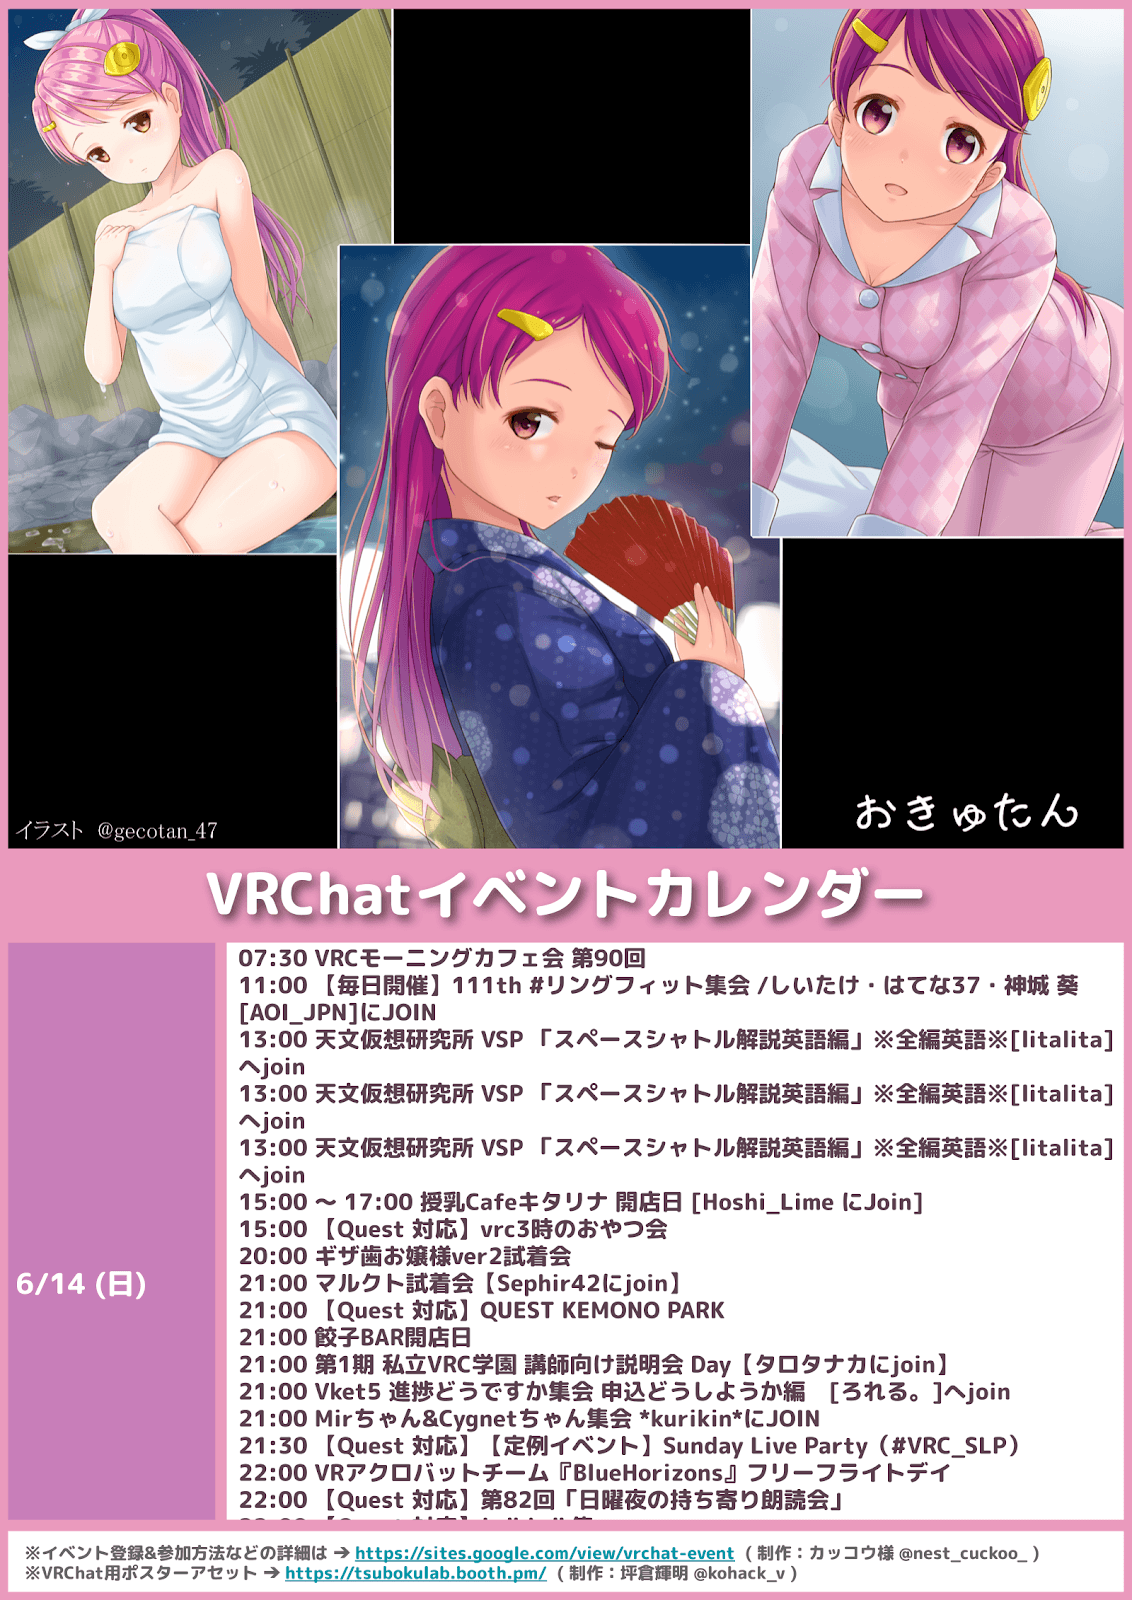 イラスト @gecotan_47
おきゅたん
VRChatイベントカレンダー
6/14 (日)
07:30 VRCモーニングカフェ会 第90回
11:00 【毎日開催】111th #リングフィット集会 /しいたけ・はてな37・神城 葵
[AOI_JPN]にJOIN
13:00 天文仮想研究所 VSP 「スペースシャトル解説英語編」※全編英語※[litalita]
へjoin
13:00 天文仮想研究所 VSP 「スペースシャトル解説英語編」※全編英語※[litalita]
へjoin
13:00 天文仮想研究所 VSP 「スペースシャトル解説英語編」※全編英語※[litalita]
へjoin
15:00 〜 17:00 授乳Cafeキタリナ 開店日 [Hoshi_Lime にJoin]
15:00 【Quest 対応】vrc3時のおやつ会
20:00 ギザ歯お嬢様ver2試着会
21:00 マルクト試着会【Sephir42にjoin】
21:00 【Quest 対応】QUEST KEMONO PARK
21:00 餃子BAR開店日
21:00 第1期 私立VRC学園 講師向け説明会 Day【タロタナカにjoin】
21:00 Vket5 進捗どうですか集会 申込どうしようか編　[ろれる。]へjoin
21:00 Mirちゃん&Cygnetちゃん集会 *kurikin*にJOIN
21:30 【Quest 対応】【定例イベント】Sunday Live Party（#VRC_SLP）
22:00 VRアクロバットチーム『BlueHorizons』フリーフライトデイ
22:00 【Quest 対応】第82回「日曜夜の持ち寄り朗読会」
※イベント登録&参加方法などの詳細は ➔ https://sites.google.com/view/vrchat-event ( 制作：カッコウ様 @nest_cuckoo_ )
※VRChat用ポスターアセット ➔ https://tsubokulab.booth.pm/ ( 制作：坪倉輝明 @kohack_v )